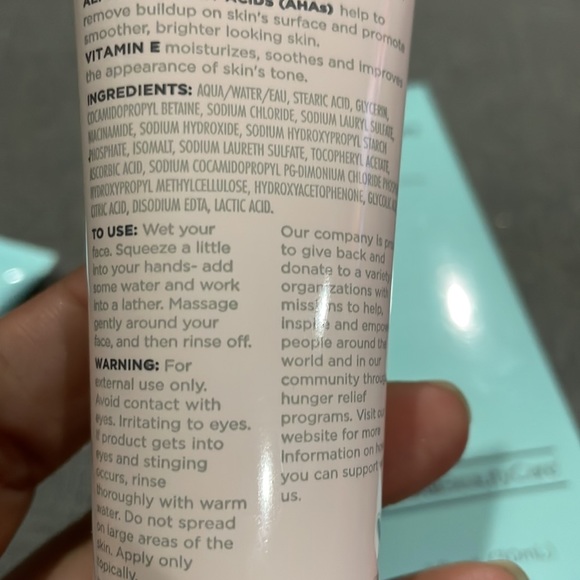 ACIDS (AHAs) help to
remove buildup on skin's surface and promote
smoother, brighter looking skin.
VITAMIN E moisturizes, soothes and improves
the appearance of skin's tone.
INGREDIENTS: AQUA/WATER/EAU, STEARIC ACID, GLYCERIN,
COCAMIDOPROPYL BETAINE, SODIUM CHLORIDE, SODIUM LAURYL SULFATE,
NIACINAMIDE, SODIUM HYDROXIDE, SODIUM HYDROXYPROPYL STARCH
PHOSPHATE, ISOMALT, SODIUM LAURETH SULFATE, TOCOPHERYL ACETATE,
ASCORBIC ACID, SODIUM COCAMIDOPROPYL PG-DIMONIUM CHLORIDE
HYDROXYPROPYL METHYLCELLULOSE, HYDROXYACETOPHENONE, GLYCOLIC
CITRIC ACID, DISODIUM EDTA, LACTIC ACID.
TO USE: Wet your
face. Squeeze a little
into your hands- add
some water and work
into a lather. Massage
gently around your
face, and then rinse off.
WARNING: For
external use only.
Avoid contact with
eyes. Irritating to eyes.
If product gets into
eyes and stinging
occurs, rinse
thoroughly with warm
water. Do not spread
on large areas of the
skin. Apply only
topically.
Our company is
to give back and
donate to a variety
organizations with
missions to help,
inspire and empower
people around the
world and in our
community through
hunger relief
programs. Visit our
website for more
Information on how
you can support
us.